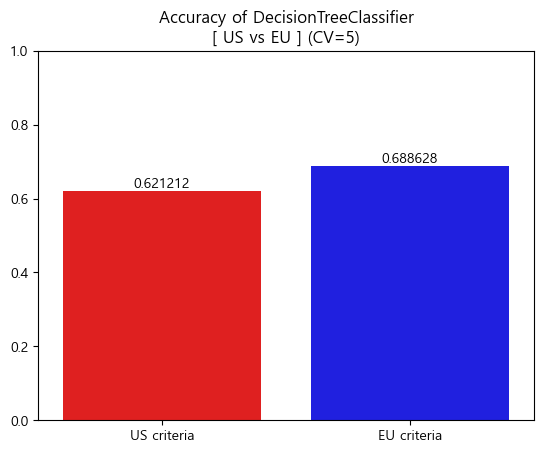 Accuracy of DecisionTreeClassifier
[ US vs EU ] (CV=5)
1.0
0.8
0.6
0.4
0.2
0.0
0.621212
0.688628
US criteria
EU criteria